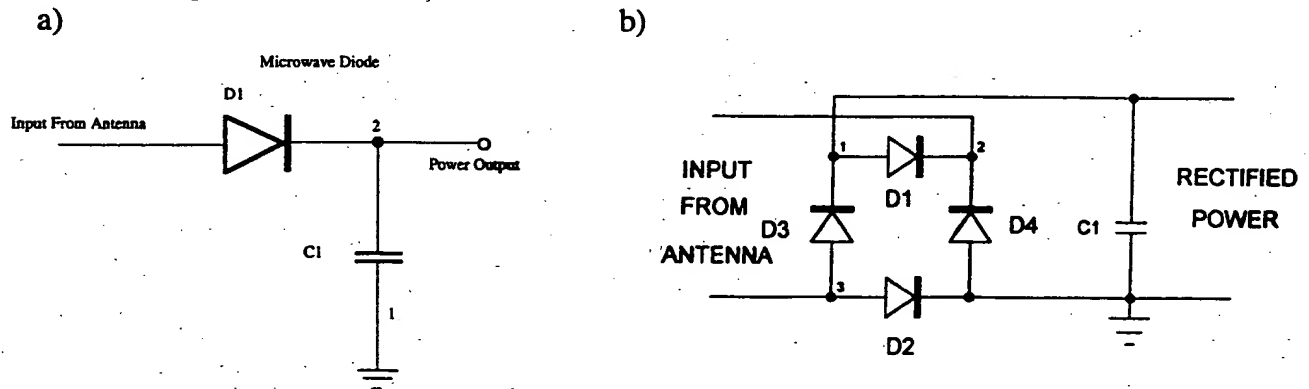 a)
Microwave Diode
D1
Input From Antenna
2
Power Output
C1
1
b)
1
2
INPUT
FROM
ANTENNA
D1
D3
D4
C1
RECTIFIED
POWER
3
D2